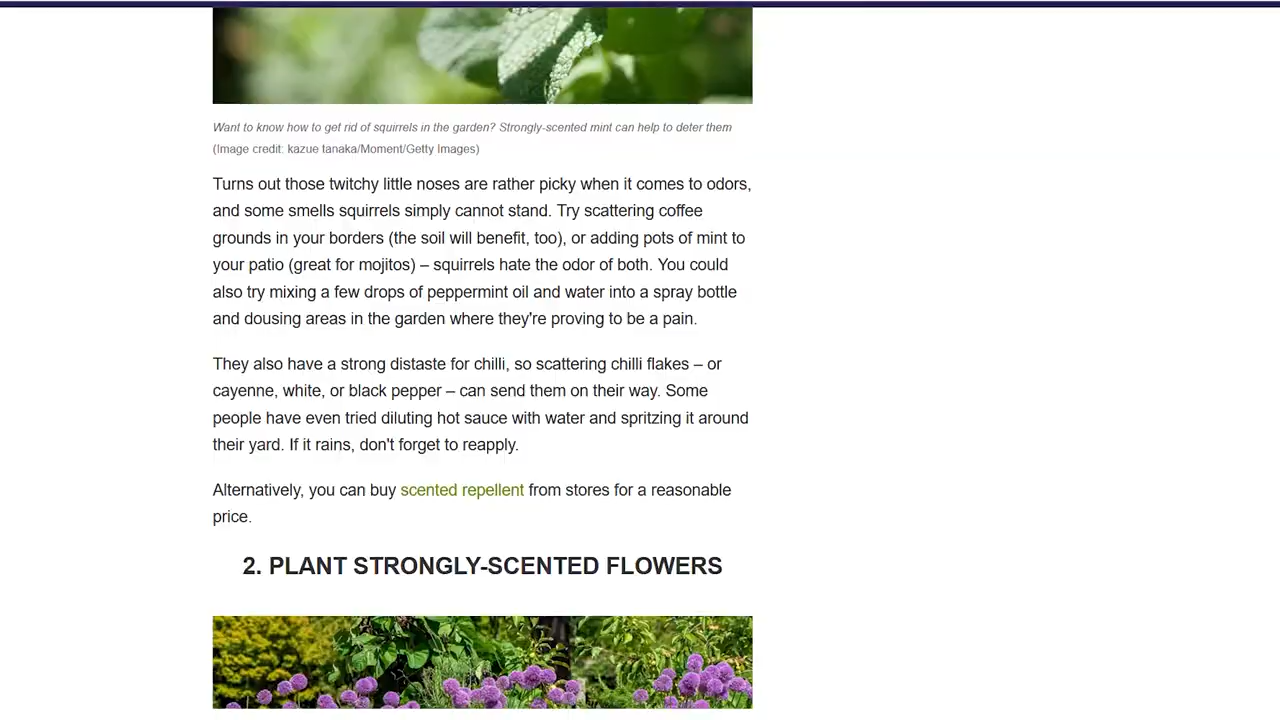 Want to know how to get rid of squirrels in the garden? Strongly-scented mint can help to deter them
(Image credit: kazue tanaka/Moment/Getty Images)
Turns out those twitchy little noses are rather picky when it comes to odors,
and some smells squirrels simply cannot stand. Try scattering coffee
grounds in your borders (the soil will benefit, too), or adding pots of mint to
your patio (great for mojitos) – squirrels hate the odor of both. You could
also try mixing a few drops of peppermint oil and water into a spray bottle
and dousing areas in the garden where they're proving to be a pain.
They also have a strong distaste for chilli, so scattering chilli flakes – or
cayenne, white, or black pepper – can send them on their way. Some
people have even tried diluting hot sauce with water and spritzing it around
their yard. If it rains, don't forget to reapply.
Alternatively, you can buy scented repellent from stores for a reasonable
price.
2. PLANT STRONGLY-SCENTED FLOWERS